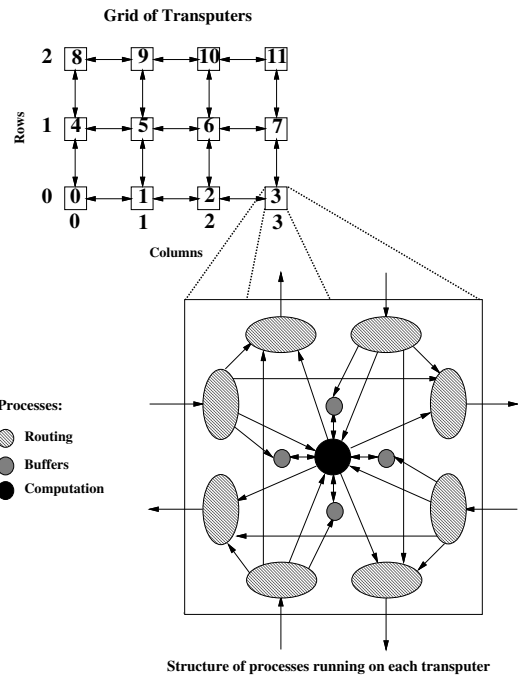 Grid of Transputers
2 8 9 10 11
Rows
1 4 5 6 7
0 0 1 2 3
0 1 2 3
Columns
Processes:
Routing
Buffers
Computation
Structure of processes running on each transputer